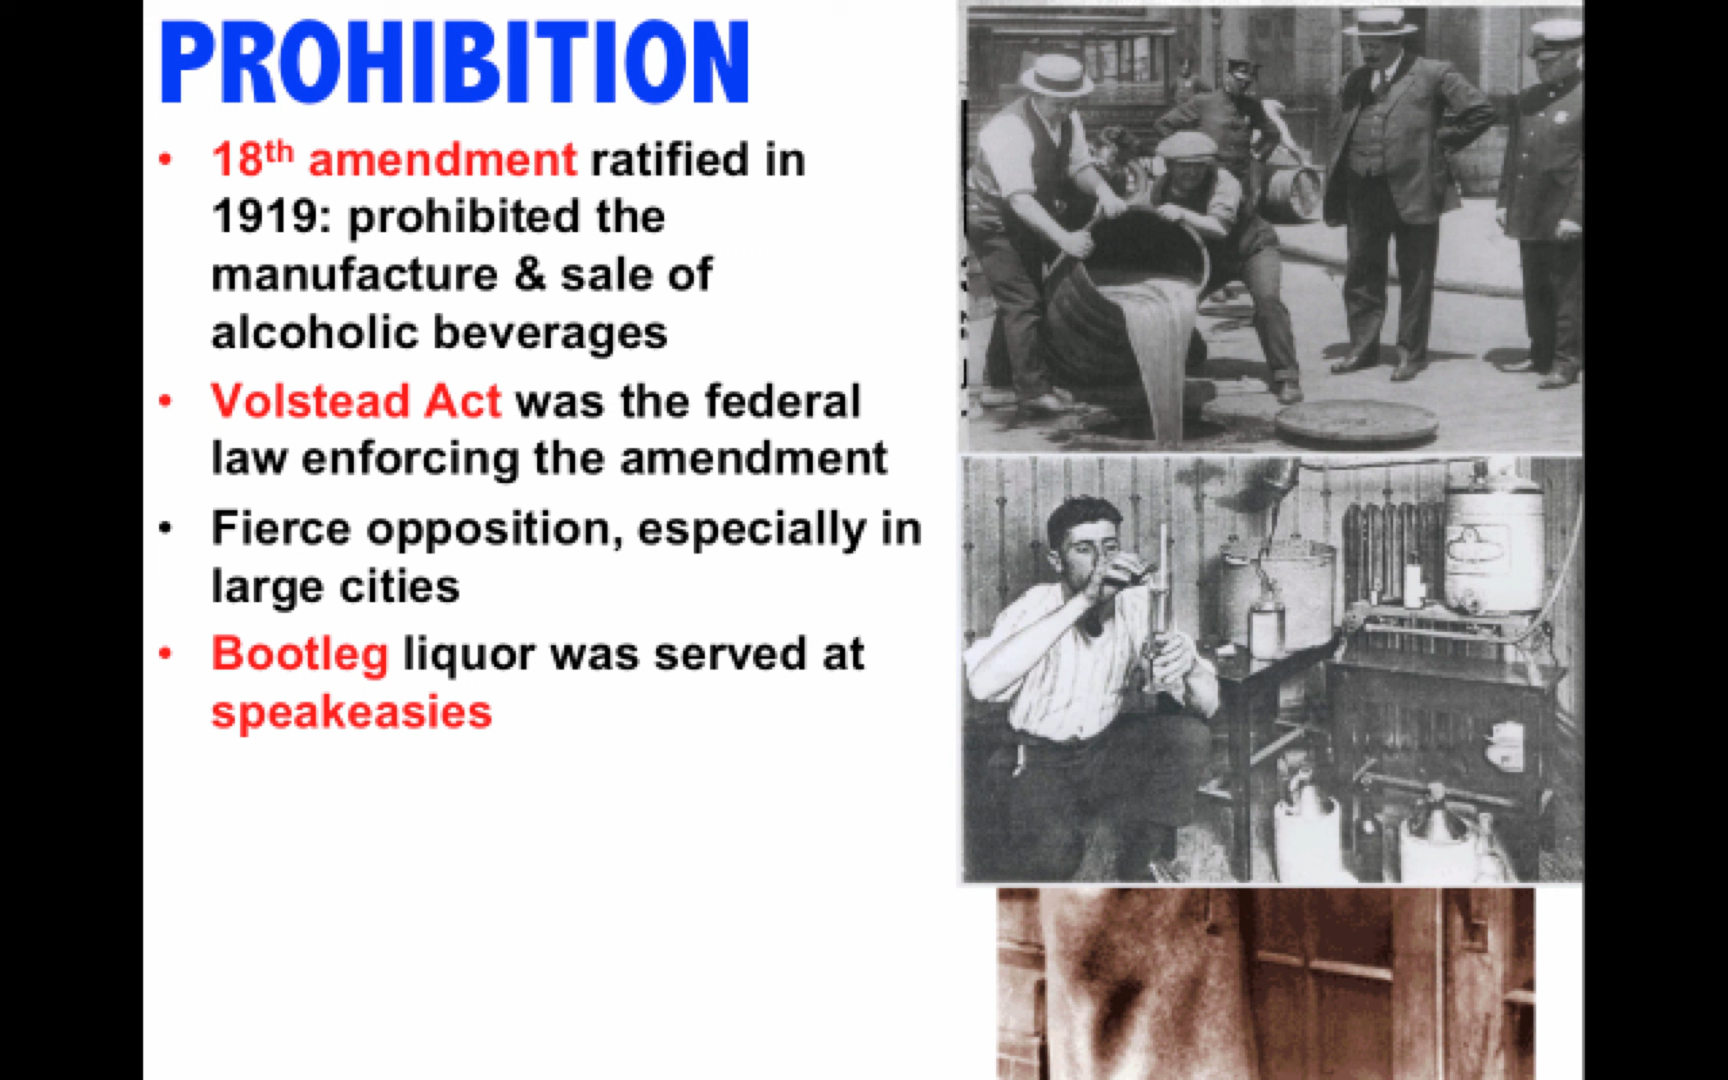 PROHIBITION
• 18th amendment ratified in
1919: prohibited the
manufacture & sale of
alcoholic beverages
• Volstead Act was the federal
law enforcing the amendment
• Fierce opposition, especially in
large cities
• Bootleg liquor was served at
speakeasies